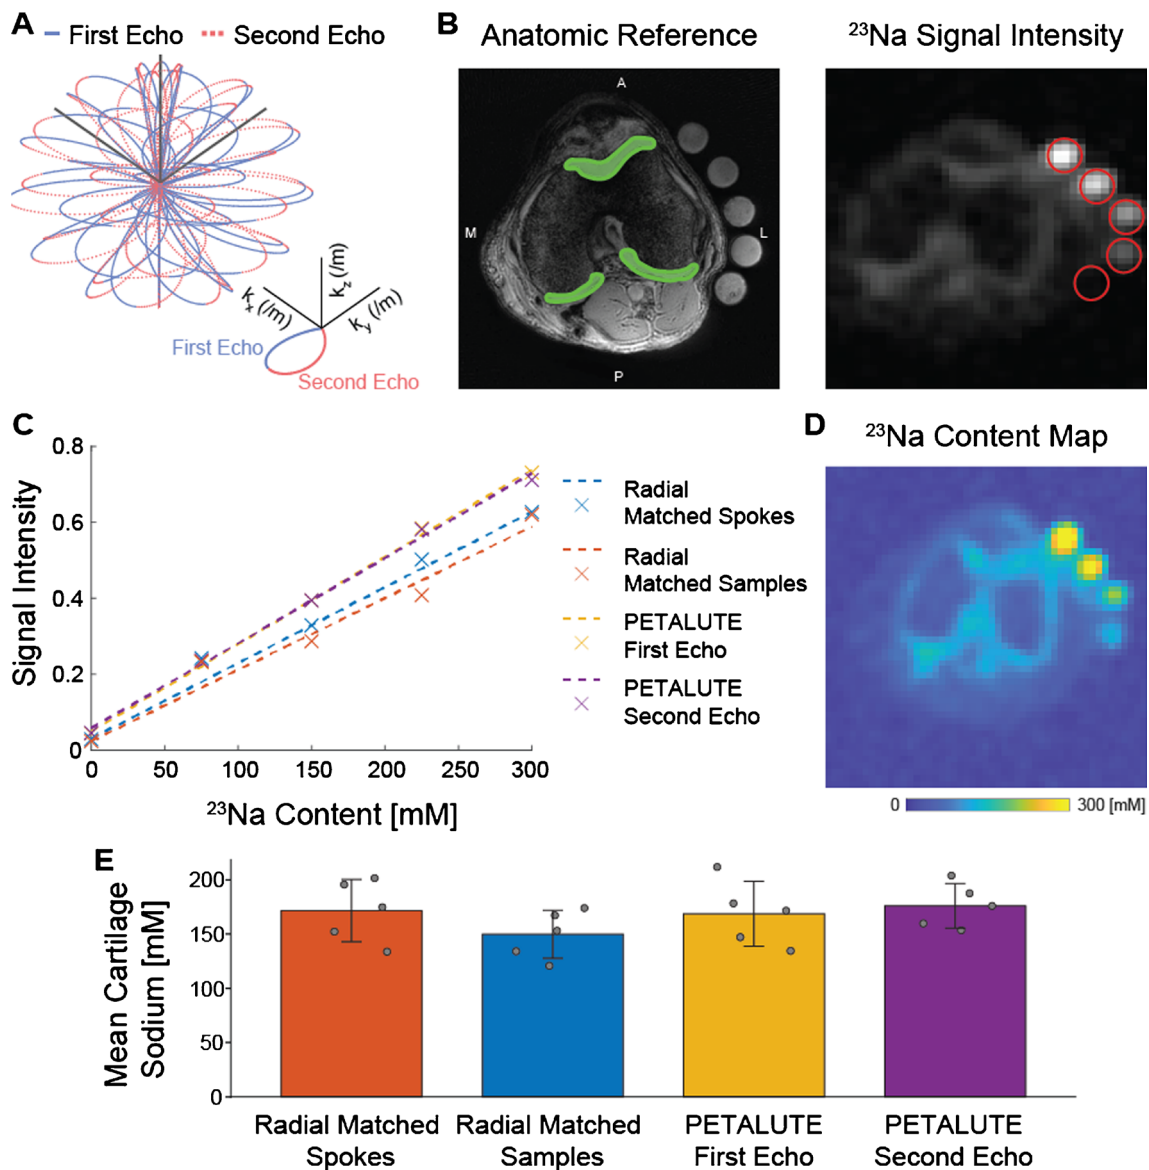 A
First Echo Second Echo
kx (/m)
kz (/m)
ky (/m)
First Echo
Second Echo
B
Anatomic Reference
23Na Signal Intensity
A
M
L
P
C
Signal Intensity
0.8
0.6
0.4
0.2
0
0 50 100 150 200 250 300
23Na Content [mM]
Radial
Matched Spokes
Radial
Matched Samples
PETALUTE
First Echo
PETALUTE
Second Echo
D
23Na Content Map
0 300 [mM]
E
Mean Cartilage
Sodium [mM]
200
150
100
50
0
Radial Matched
Spokes
Radial Matched
Samples
PETALUTE
First Echo
PETALUTE
Second Echo